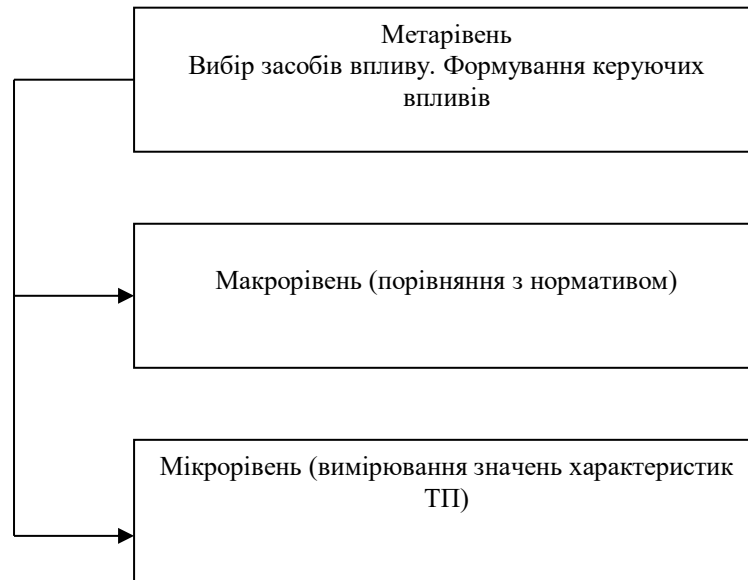 Метарівень
Вибір засобів впливу. Формування керуючих
впливів
Макрорівень (порівняння з нормативом)
Мікрорівень (вимірювання значень характеристик
ТП)